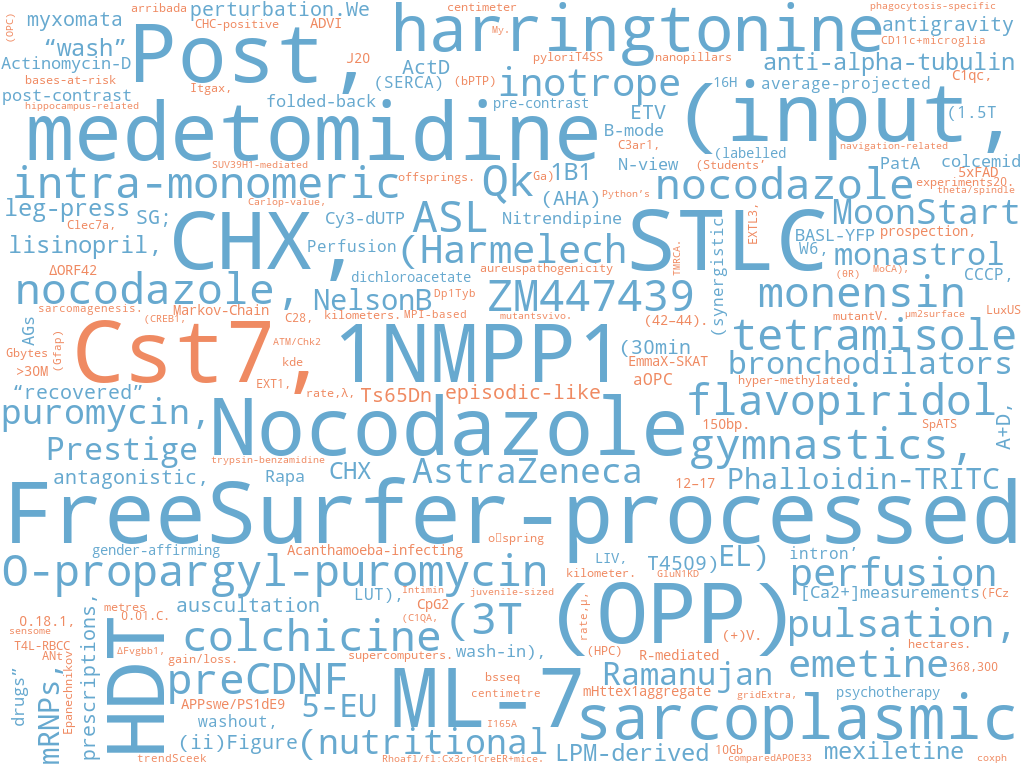 arribada
perturbation.We
centimeter
phagocytosis-specific
(OPC)
myxomata
CHC-positive
ADVI
harringtonine
My.
antigravity
Post,
“wash”
J20
CD11c+microglia
Actinomycin-D
ActD
pyloriT4SS
nanopillars
anti-alpha-tubulin
bases-at-risk
Itgax,
(SERCA)
(bPTP)
inotrope
16H
average-projected
C1qc,
post-contrast
folded-back
pre-contrast
hippocampus-related
medetomidine
ETV
(input,
(1.5T
B-mode
C3ar1,
(labelled
navigation-related
SUV39H1-mediated
N-view
(Students’
PatA
colcemid
intra-monomeric
offsprings.
Qk
Ga)
1B1
nocodazole
5xFAD
experiments20.
Carlop-value,
(AHA)
Python’s
theta/spindle
leg-press
SG;
Cy3-dUTP
ASL
Nitrendipine
MoonStart
Clec7a,
CHX,
STLC
EXTL3,
BASL-YFP
prospection,
lisinopril,
Perfusion
(Harmelech
TMRCA.
(synergistic
W6,
monastrol
ΔORF42
dichloroacetate
aureuspathogenicity
(0R)
MoCA),
CCCP,
nocodazole,
NelsonB
Dp1Tyb
ZM447439
monensin
sarcomagenesis.
Markov-Chain
(CREB1,
C28,
kilometers.
MPI-based
mutantsvivo.
(42–44).
mutantV.
μm2surface
LuxUS
AGs
Gbytes
(Gfap)
Cst7,
ATM/Chk2
1NMPP1
(30min
tetramisole
>30M
kde
EmmaX-SKAT
bronchodilators
“recovered”
EXT1,
rate,λ,
Ts65Dn
episodic-like
aOPC
hyper-methylated
puromycin,
Nocodazole
flavopiridol,
150bp.
SpATS
A+D,
Prestige
trypsin-benzamidine
gymnastics,
antagonistic,
Rapa
CHX
AstraZeneca
12–17
Phalloidin-TRITC
FreeSurfer-processed
gender-affirming
Acanthamoeba-infecting
LIV,
T4509)
EL)
intron’
O-propargyl-puromycin
kilometer.
GluN1KD
perfusion
Intimin
juvenile-sized
[Ca2+]measurements
(FCz
metres
0.01.C.
auscultation
LUT),
CpG2
(C1QA,
(3T
rate,μ,
(OPP)
(+)V.
pulsation,
0.18.1,
sensome
T4L-RBCC
ANt
Epanechnikov
prescriptions,
HDT
ΔFvgbb1,
gain/loss.
colchicine
supercomputers.
wash-in),
(HPC)
R-mediated
hectares.
emetine
368,300
drugs”
mRNPs,
preCDNF
bsseq
centimetre
ML-7
Ramanujan
mHttex1aggregate
gridExtra,
psychotherapy
APPswe/PS1dE9
5-EU
washout,
I165A
sarcoplasmic
(ii)Figure
(nutritional
trendSceek
Rhoafl/fl:Cx3cr1CreER+mice.
LPM-derived
10Gb
comparedAPOE33
mexiletine
coxph